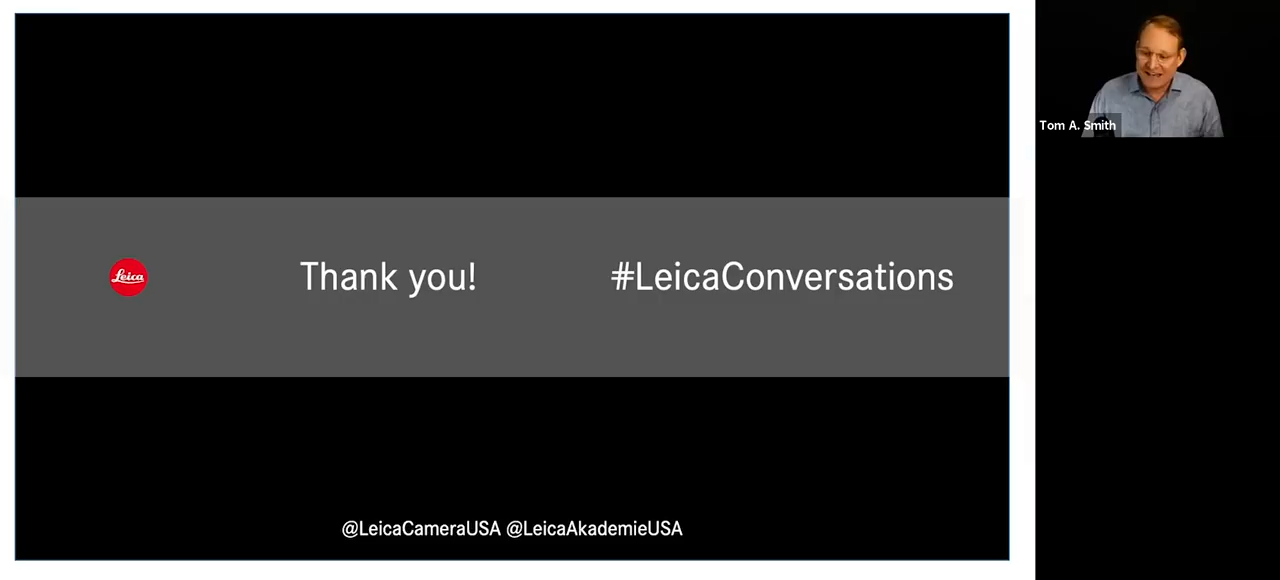 Tom A. Smith
Leica
Thank you!
#LeicaConversations
@LeicaCameraUSA @LeicaAkademieUSA